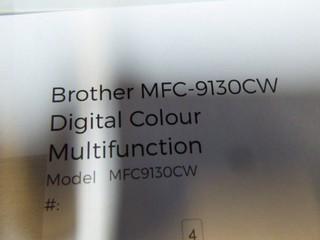 Brother MFC-9130CW
Digital Colour
Multifunction
Model MFC9130CW
#:
4